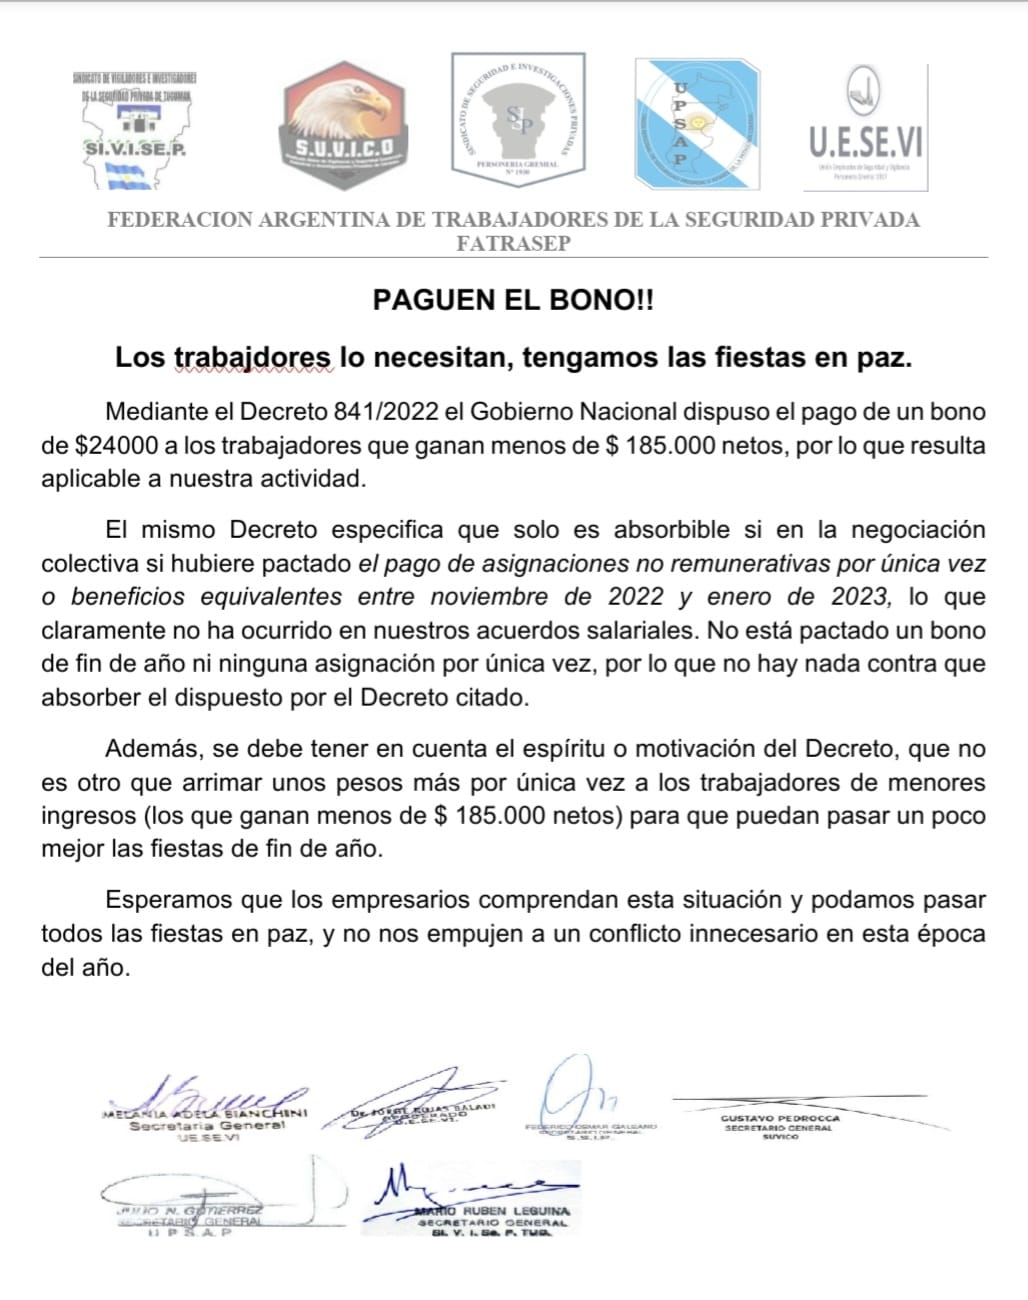 SINDICATO DE VIGILADORES E INVESTIGADORES
DE LA SEGURIDAD PRIVADA DE TUCUMAN
SI.V.I.SE.P.
S.U.V.I.C.O
SINDICATO DE SEGURIDAD E INVESTIGACIONES PRIVADAS
SIP
PERSONERIA GREMIAL
N° 1930
UPSAP
U.E.SE.VI
Unión Empleados de Seguridad y Vigilancia
FEDERACION ARGENTINA DE TRABAJADORES DE LA SEGURIDAD PRIVADA
FATRASEP
PAGUEN EL BONO!!
Los trabajdores lo necesitan, tengamos las fiestas en paz.
Mediante el Decreto 841/2022 el Gobierno Nacional dispuso el pago de un bono
de $24000 a los trabajadores que ganan menos de $ 185.000 netos, por lo que resulta
aplicable a nuestra actividad.
El mismo Decreto especifica que solo es absorbible si en la negociación
colectiva si hubiere pactado el pago de asignaciones no remunerativas por única vez
o beneficios equivalentes entre noviembre de 2022 y enero de 2023, lo que
claramente no ha ocurrido en nuestros acuerdos salariales. No está pactado un bono
de fin de año ni ninguna asignación por única vez, por lo que no hay nada contra que
absorber el dispuesto por el Decreto citado.
Además, se debe tener en cuenta el espíritu o motivación del Decreto, que no
es otro que arrimar unos pesos más por única vez a los trabajadores de menores
ingresos (los que ganan menos de $ 185.000 netos) para que puedan pasar un poco
mejor las fiestas de fin de año.
Esperamos que los empresarios comprendan esta situación y podamos pasar
todos las fiestas en paz, y no nos empujen a un conflicto innecesario en esta época
del año.
MELANIA ADELA BIANCHINI
Secretaria General
UE.SE.VI
Dr. JORGE ROJAS BALADI
APODERADO
U.E.SE.VI.
FEDERICO OSMAR GALEANO
SECRETARIO GENERAL
S.S.I.P.
GUSTAVO PEDROCCA
SECRETARIO GENERAL
SUVICO
JULIO N. GUTIERREZ
SECRETARIO GENERAL
U P S A P
MARIO RUBEN LEGUINA
SECRETARIO GENERAL
SI. V. I. Se. P. TUC.